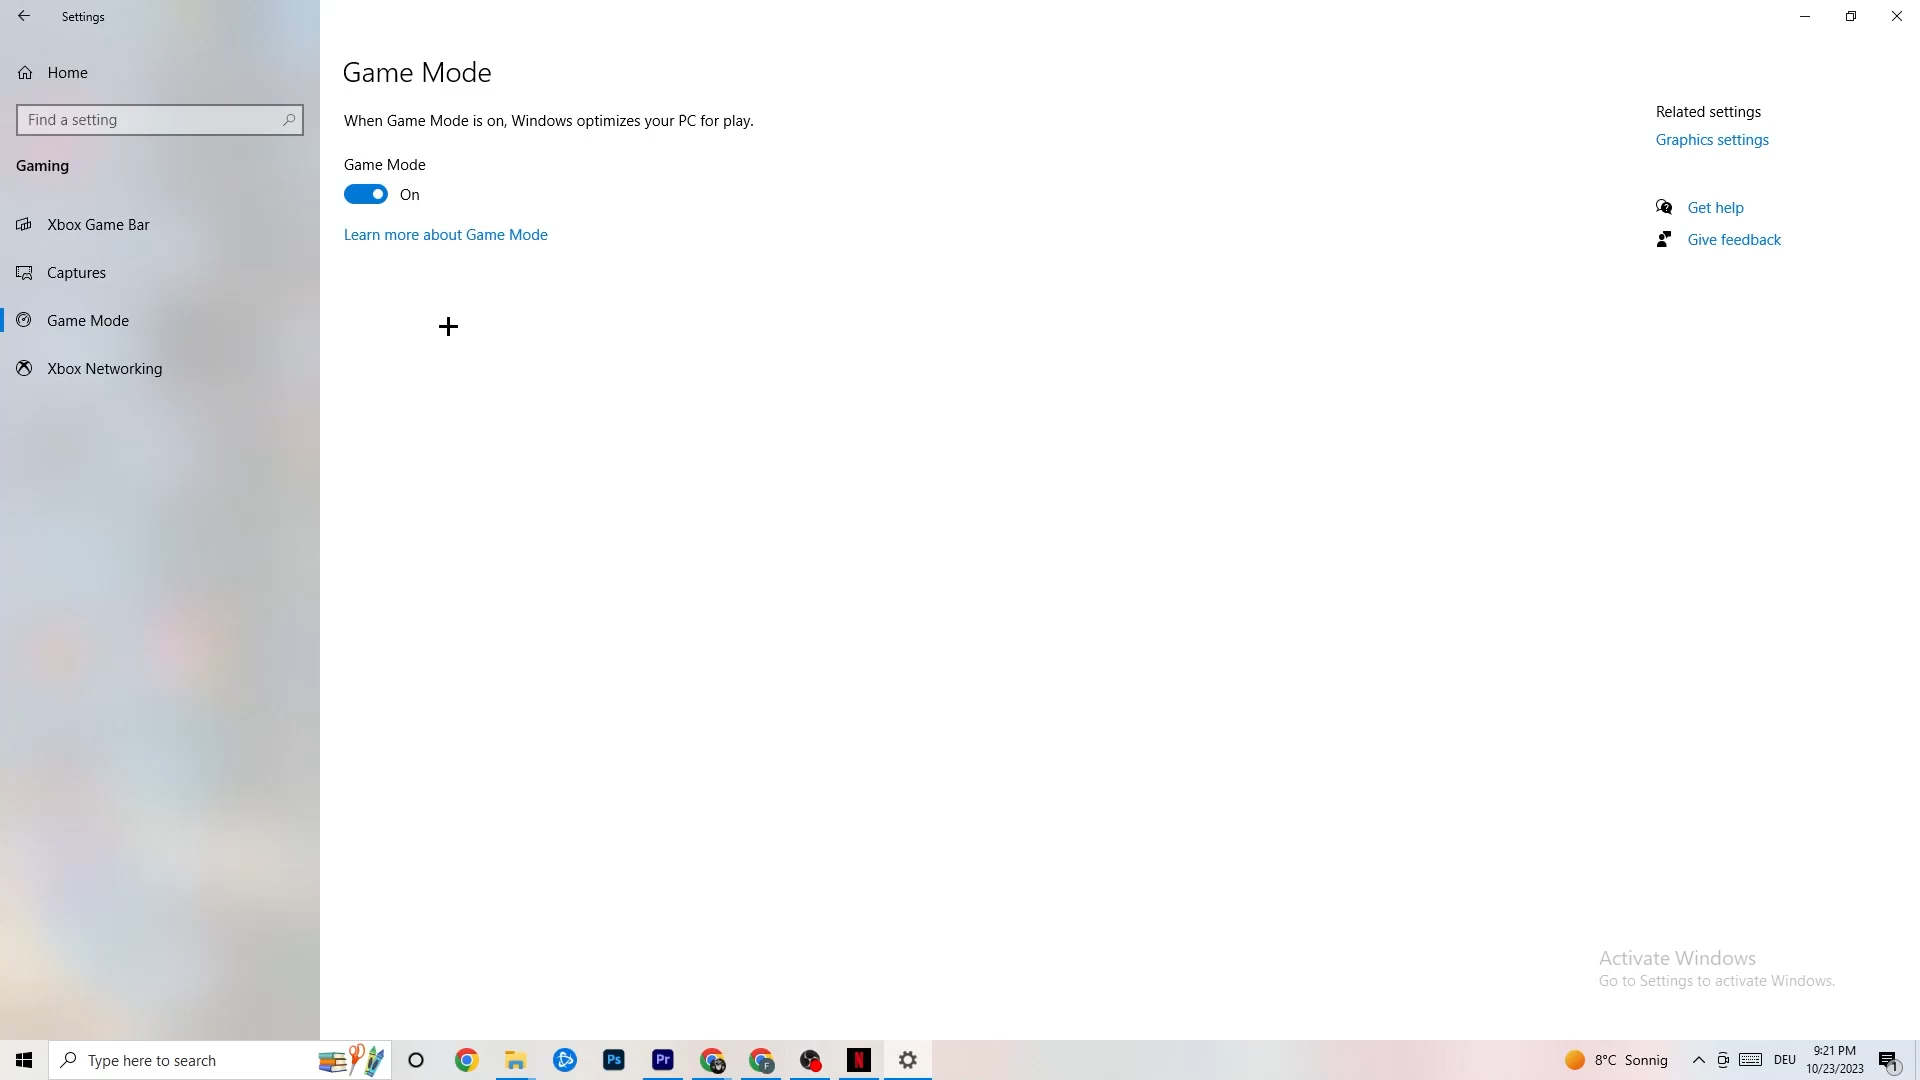 Settings
Home
Find a setting
Gaming
Xbox Game Bar
Captures
Game Mode
Xbox Networking
Game Mode
When Game Mode is on, Windows optimizes your PC for play.
Game Mode
On
Learn more about Game Mode
Related settings
Graphics settings
Get help
Give feedback
Activate Windows
Go to Settings to activate Windows.
Type here to search
Ps
Pr
F
N
8°C Sonnig
DEU
9:21 PM
10/23/2023
1